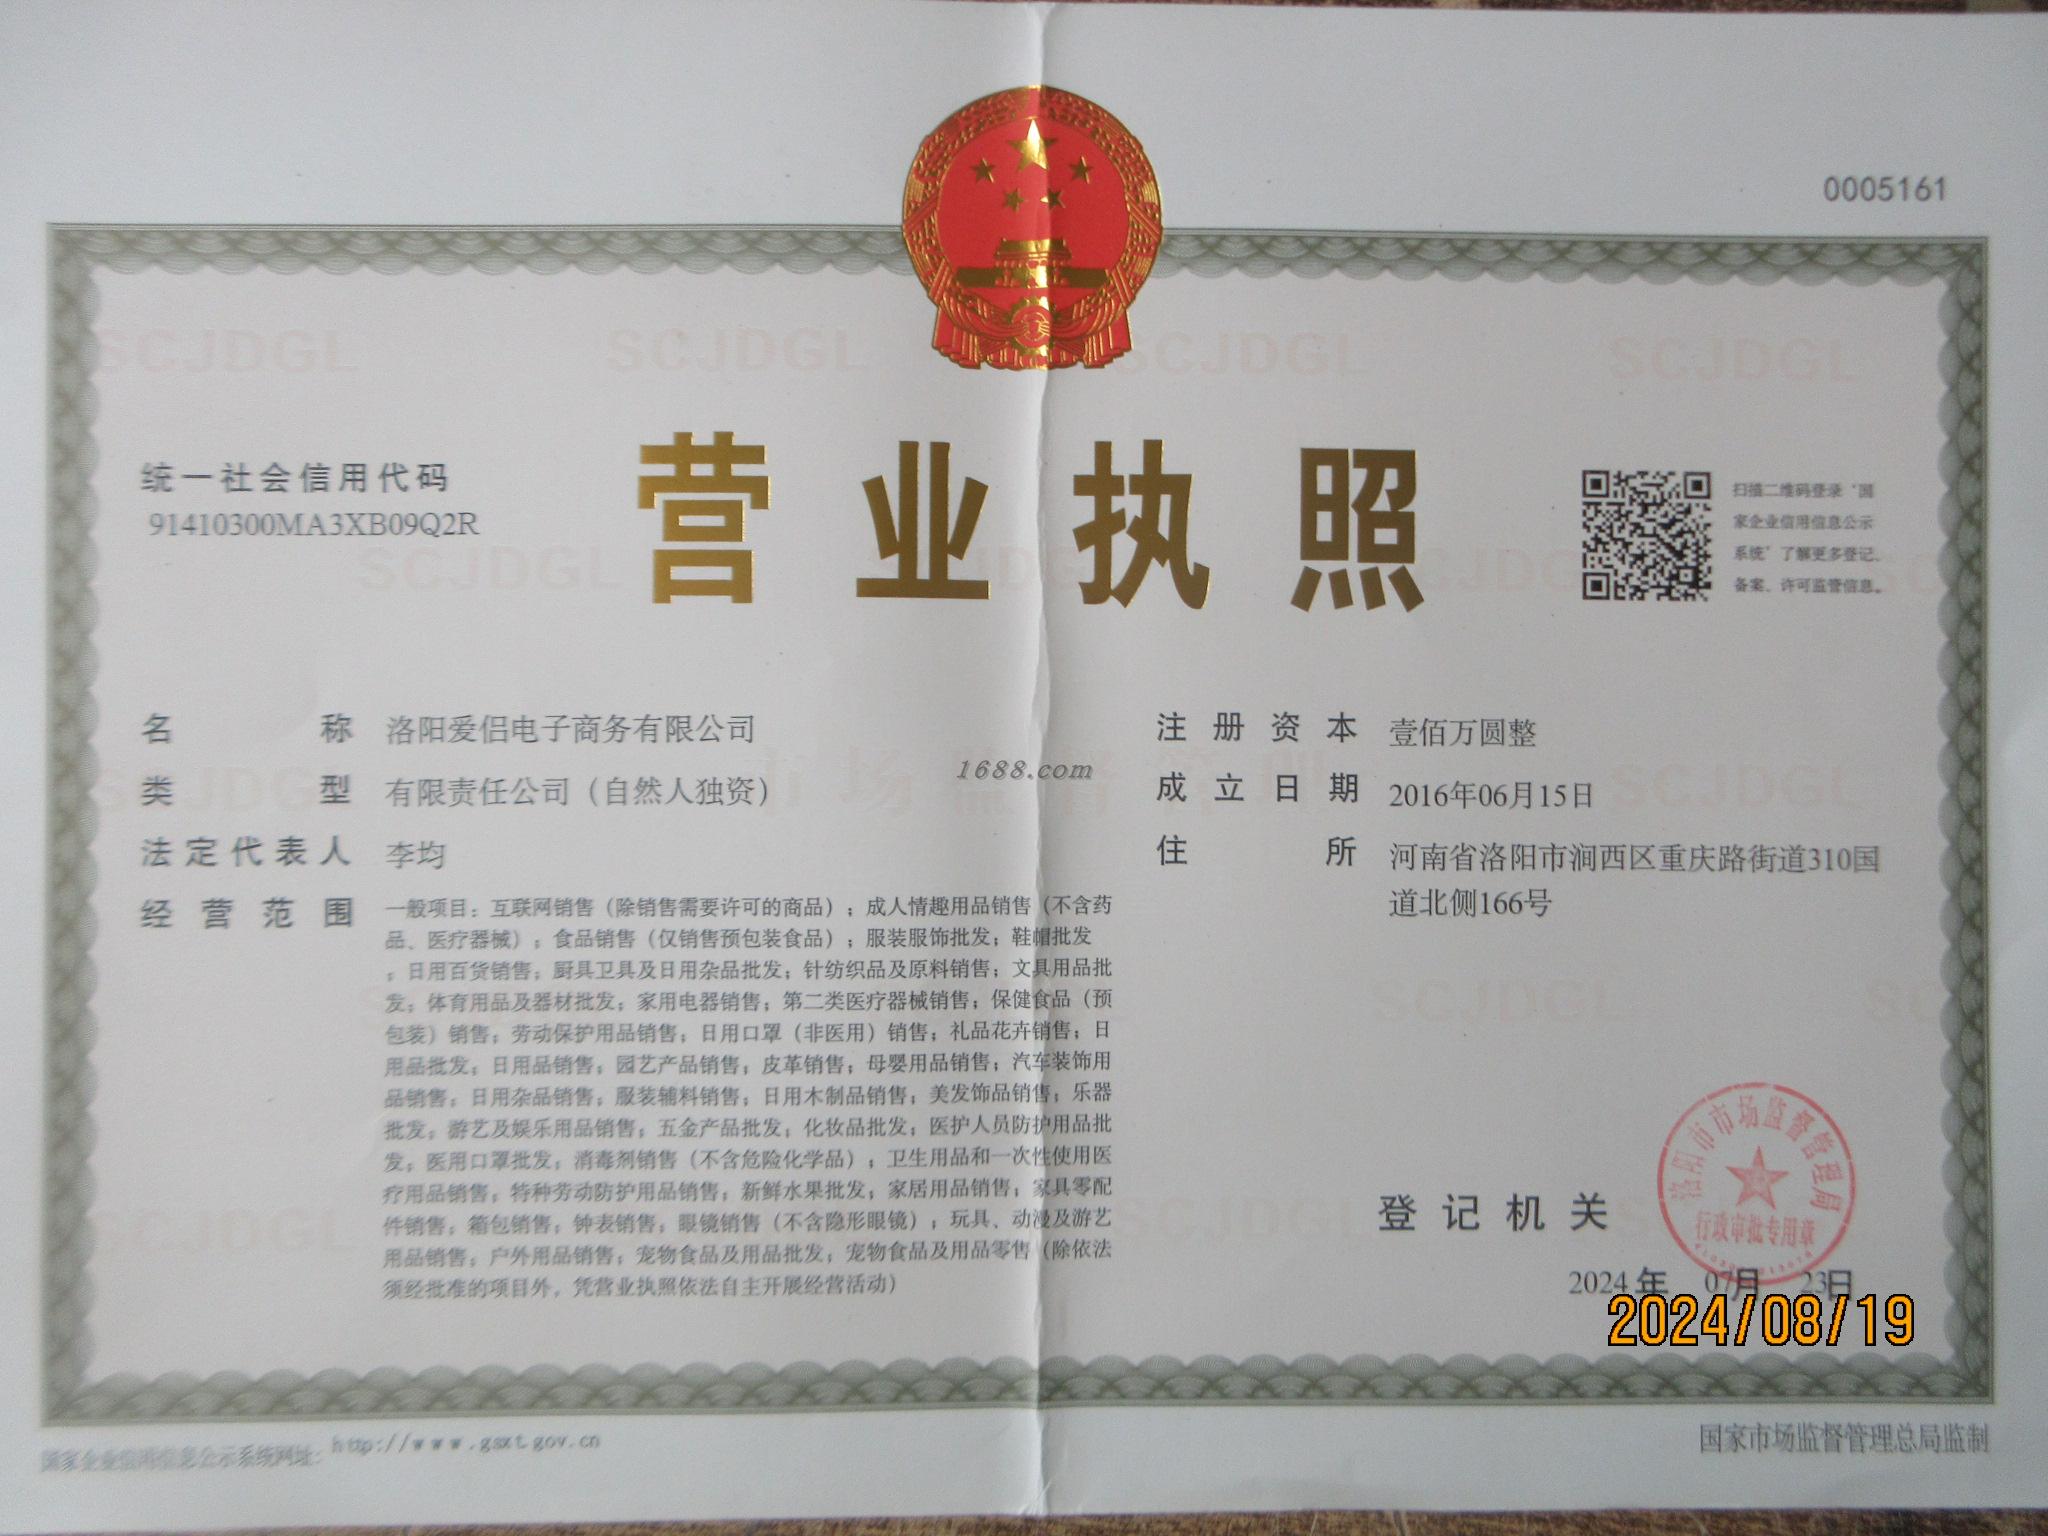 0005161
营业执照
统一社会信用代码
91410300MA3XB09Q2R
扫描二维码登录‘国
家企业信用信息公示
系统’了解更多登记、
备案、许可监管信息。
名称 洛阳爱侣电子商务有限公司
类型 有限责任公司（自然人独资）
法定代表人 李均
经营范围 一般项目：互联网销售（除销售需要许可的商品）；成人情趣用品销售（不含药
品、医疗器械）；食品销售（仅销售预包装食品）；服装服饰批发；鞋帽批发
；日用百货销售；厨具卫具及日用杂品批发；针纺织品及原料销售；文具用品批
发；体育用品及器材批发；家用电器销售；第二类医疗器械销售；保健食品（预
包装）销售；劳动保护用品销售；日用口罩（非医用）销售；礼品花卉销售；日
用品批发；日用品销售；园艺产品销售；皮革销售；母婴用品销售；汽车装饰用
品销售；日用杂品销售；服装辅料销售；日用木制品销售；美发饰品销售；乐器
批发；游艺及娱乐用品销售；五金产品批发；化妆品批发；医护人员防护用品批
发；医用口罩批发；消毒剂销售（不含危险化学品）；卫生用品和一次性使用医
疗用品销售；特种劳动防护用品销售；新鲜水果批发；家居用品销售；家具零配
件销售；箱包销售；钟表销售；眼镜销售（不含隐形眼镜）；玩具、动漫及游艺
用品销售；户外用品销售；宠物食品及用品批发；宠物食品及用品零售（除依法
须经批准的项目外，凭营业执照依法自主开展经营活动）
1688.com
注册资本 壹佰万圆整
成立日期 2016年06月15日
住所 河南省洛阳市涧西区重庆路街道310国
道北侧166号
登记机关
洛阳市市场监督管理局
行政审批专用章
2024年 07月 23日
2024/08/19
国家企业信用信息公示系统网址：http://www.gsxt.gov.cn
国家市场监督管理总局监制